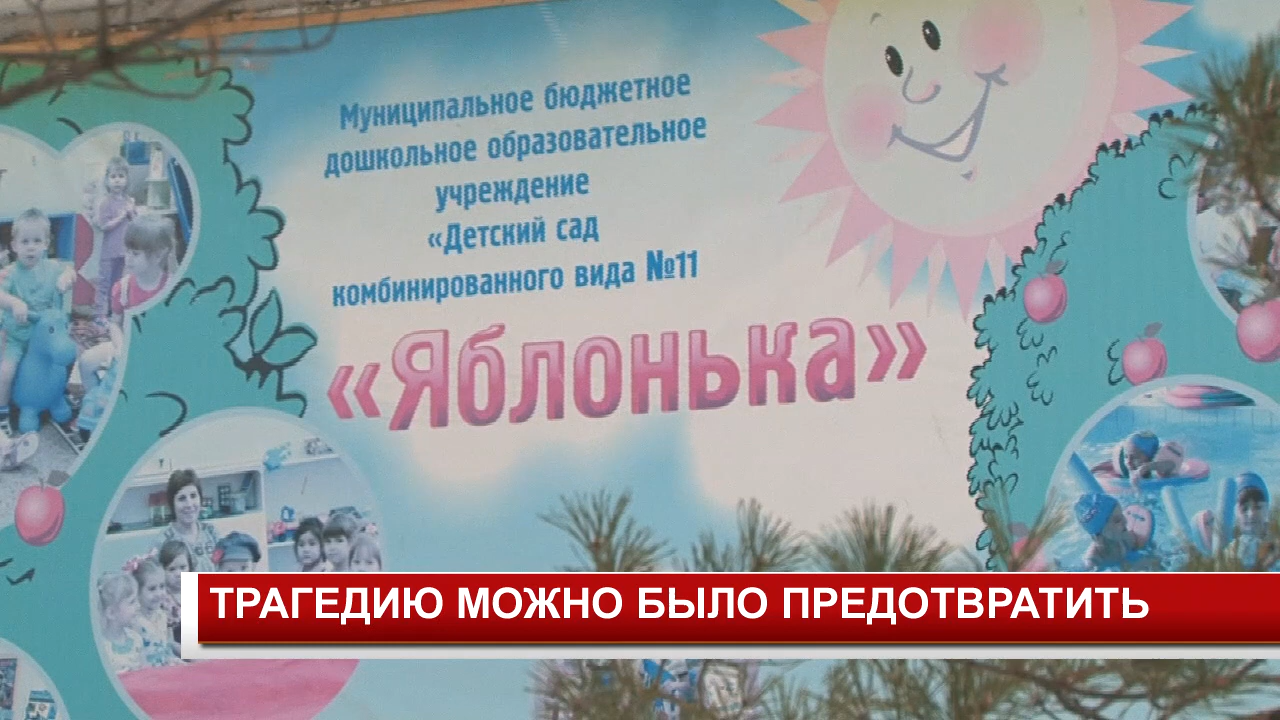 Муниципальное бюджетное
дошкольное образовательное
учреждение
«Детский сад
комбинированного вида №11
«Яблонька»
ТРАГЕДИЮ МОЖНО БЫЛО ПРЕДОТВРАТИТЬ